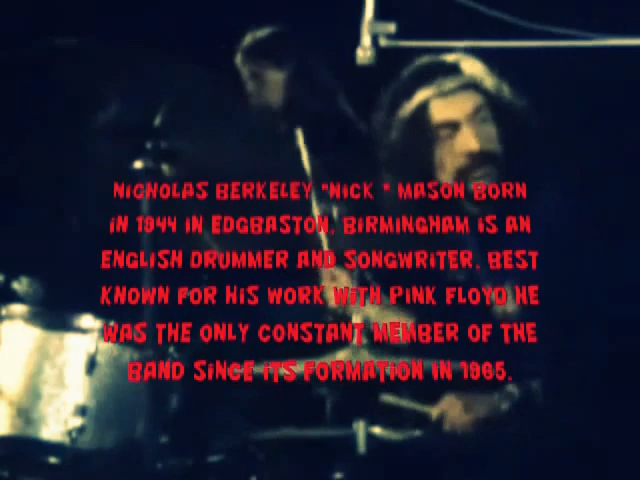 NICHOLAS BERKELEY "NICK " MASON BORN
IN 1944 IN EDGBASTON, BIRMINGHAM IS AN
ENGLISH DRUMMER AND SONGWRITER. BEST
KNOWN FOR HIS WORK WITH PINK FLOYD HE
WAS THE ONLY CONSTANT MEMBER OF THE
BAND SINCE ITS FORMATION IN 1965.